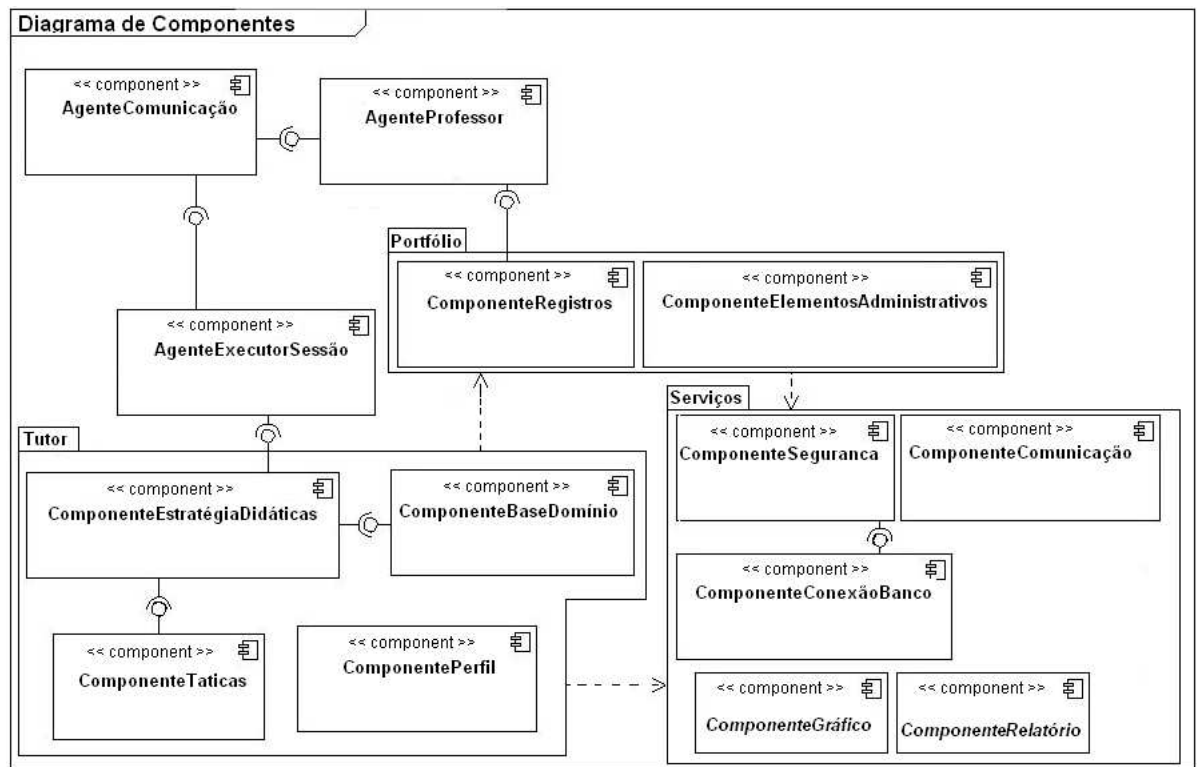 Diagrama de Componentes
<< component >>
AgenteComunicação
<< component >>
AgenteProfessor
Portfólio
<< component >>
ComponenteRegistros
<< component >>
ComponenteElementosAdministrativos
<< component >>
AgenteExecutorSessão
Serviços
<< component >>
ComponenteSeguranca
<< component >>
ComponenteComunicação
Tutor
<< component >>
ComponenteEstratégiaDidáticas
<< component >>
ComponenteBaseDomínio
<< component >>
ComponenteConexãoBanco
<< component >>
ComponenteTaticas
<< component >>
ComponentePerfil
<< component >>
ComponenteGráfico
<< component >>
ComponenteRelatório